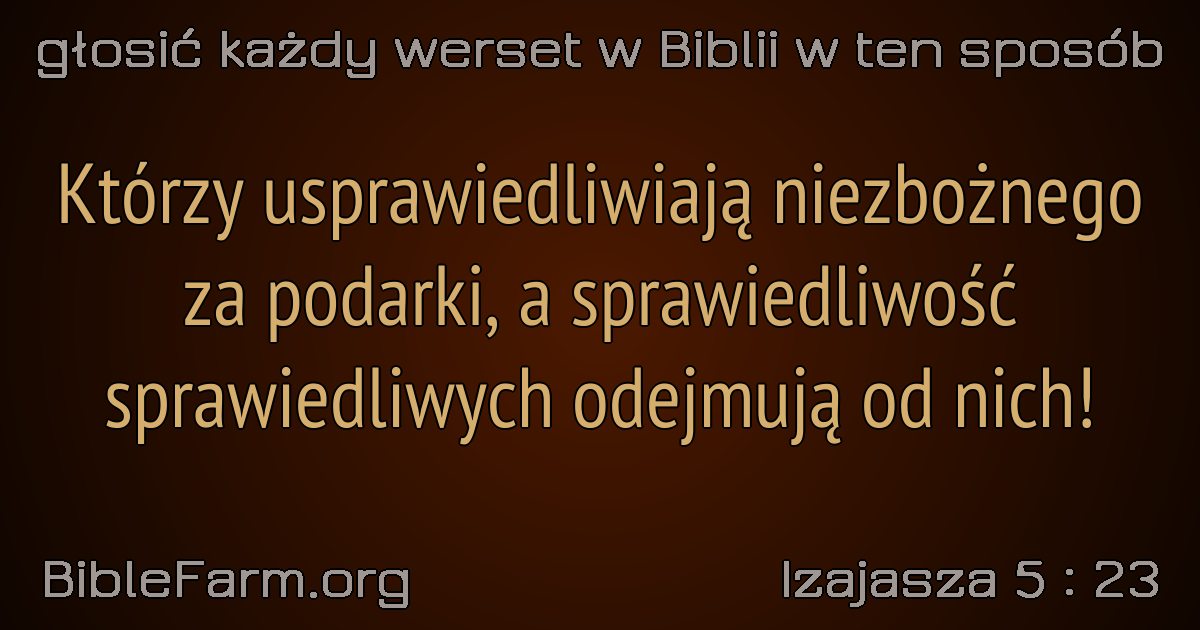 głosić każdy werset w Biblii w ten sposób
Którzy usprawiedliwiają niezbożnego
za podarki, a sprawiedliwość
sprawiedliwych odejmują od nich!
BibleFarm.org
Izajasza 5 : 23